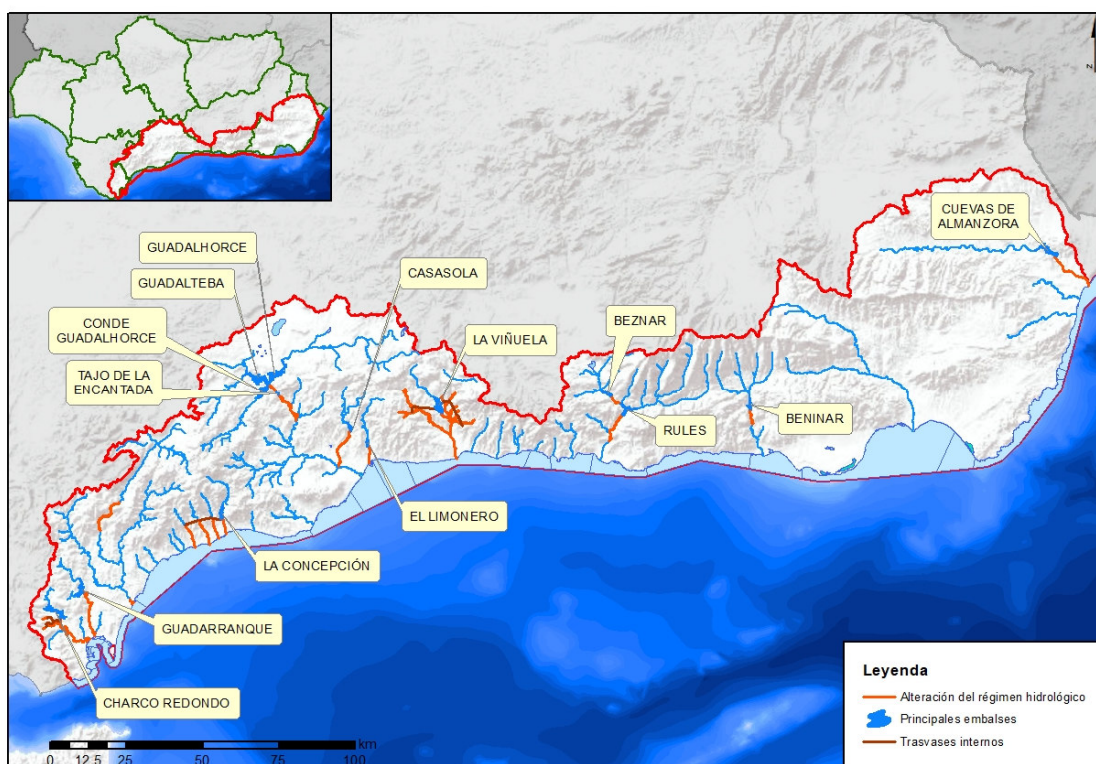 z
CUEVAS DE
ALMANZORA
GUADALHORCE
CASASOLA
GUADALTEBA
CONDE
GUADALHORCE
LA VIÑUELA
BEZNAR
TAJO DE LA
ENCANTADA
RULES
BENINAR
EL LIMONERO
LA CONCEPCIÓN
GUADARRANQUE
CHARCO REDONDO
km
0 12.5 25 50 75 100
Leyenda
Alteración del régimen hidrológico
Principales embalses
Trasvases internos